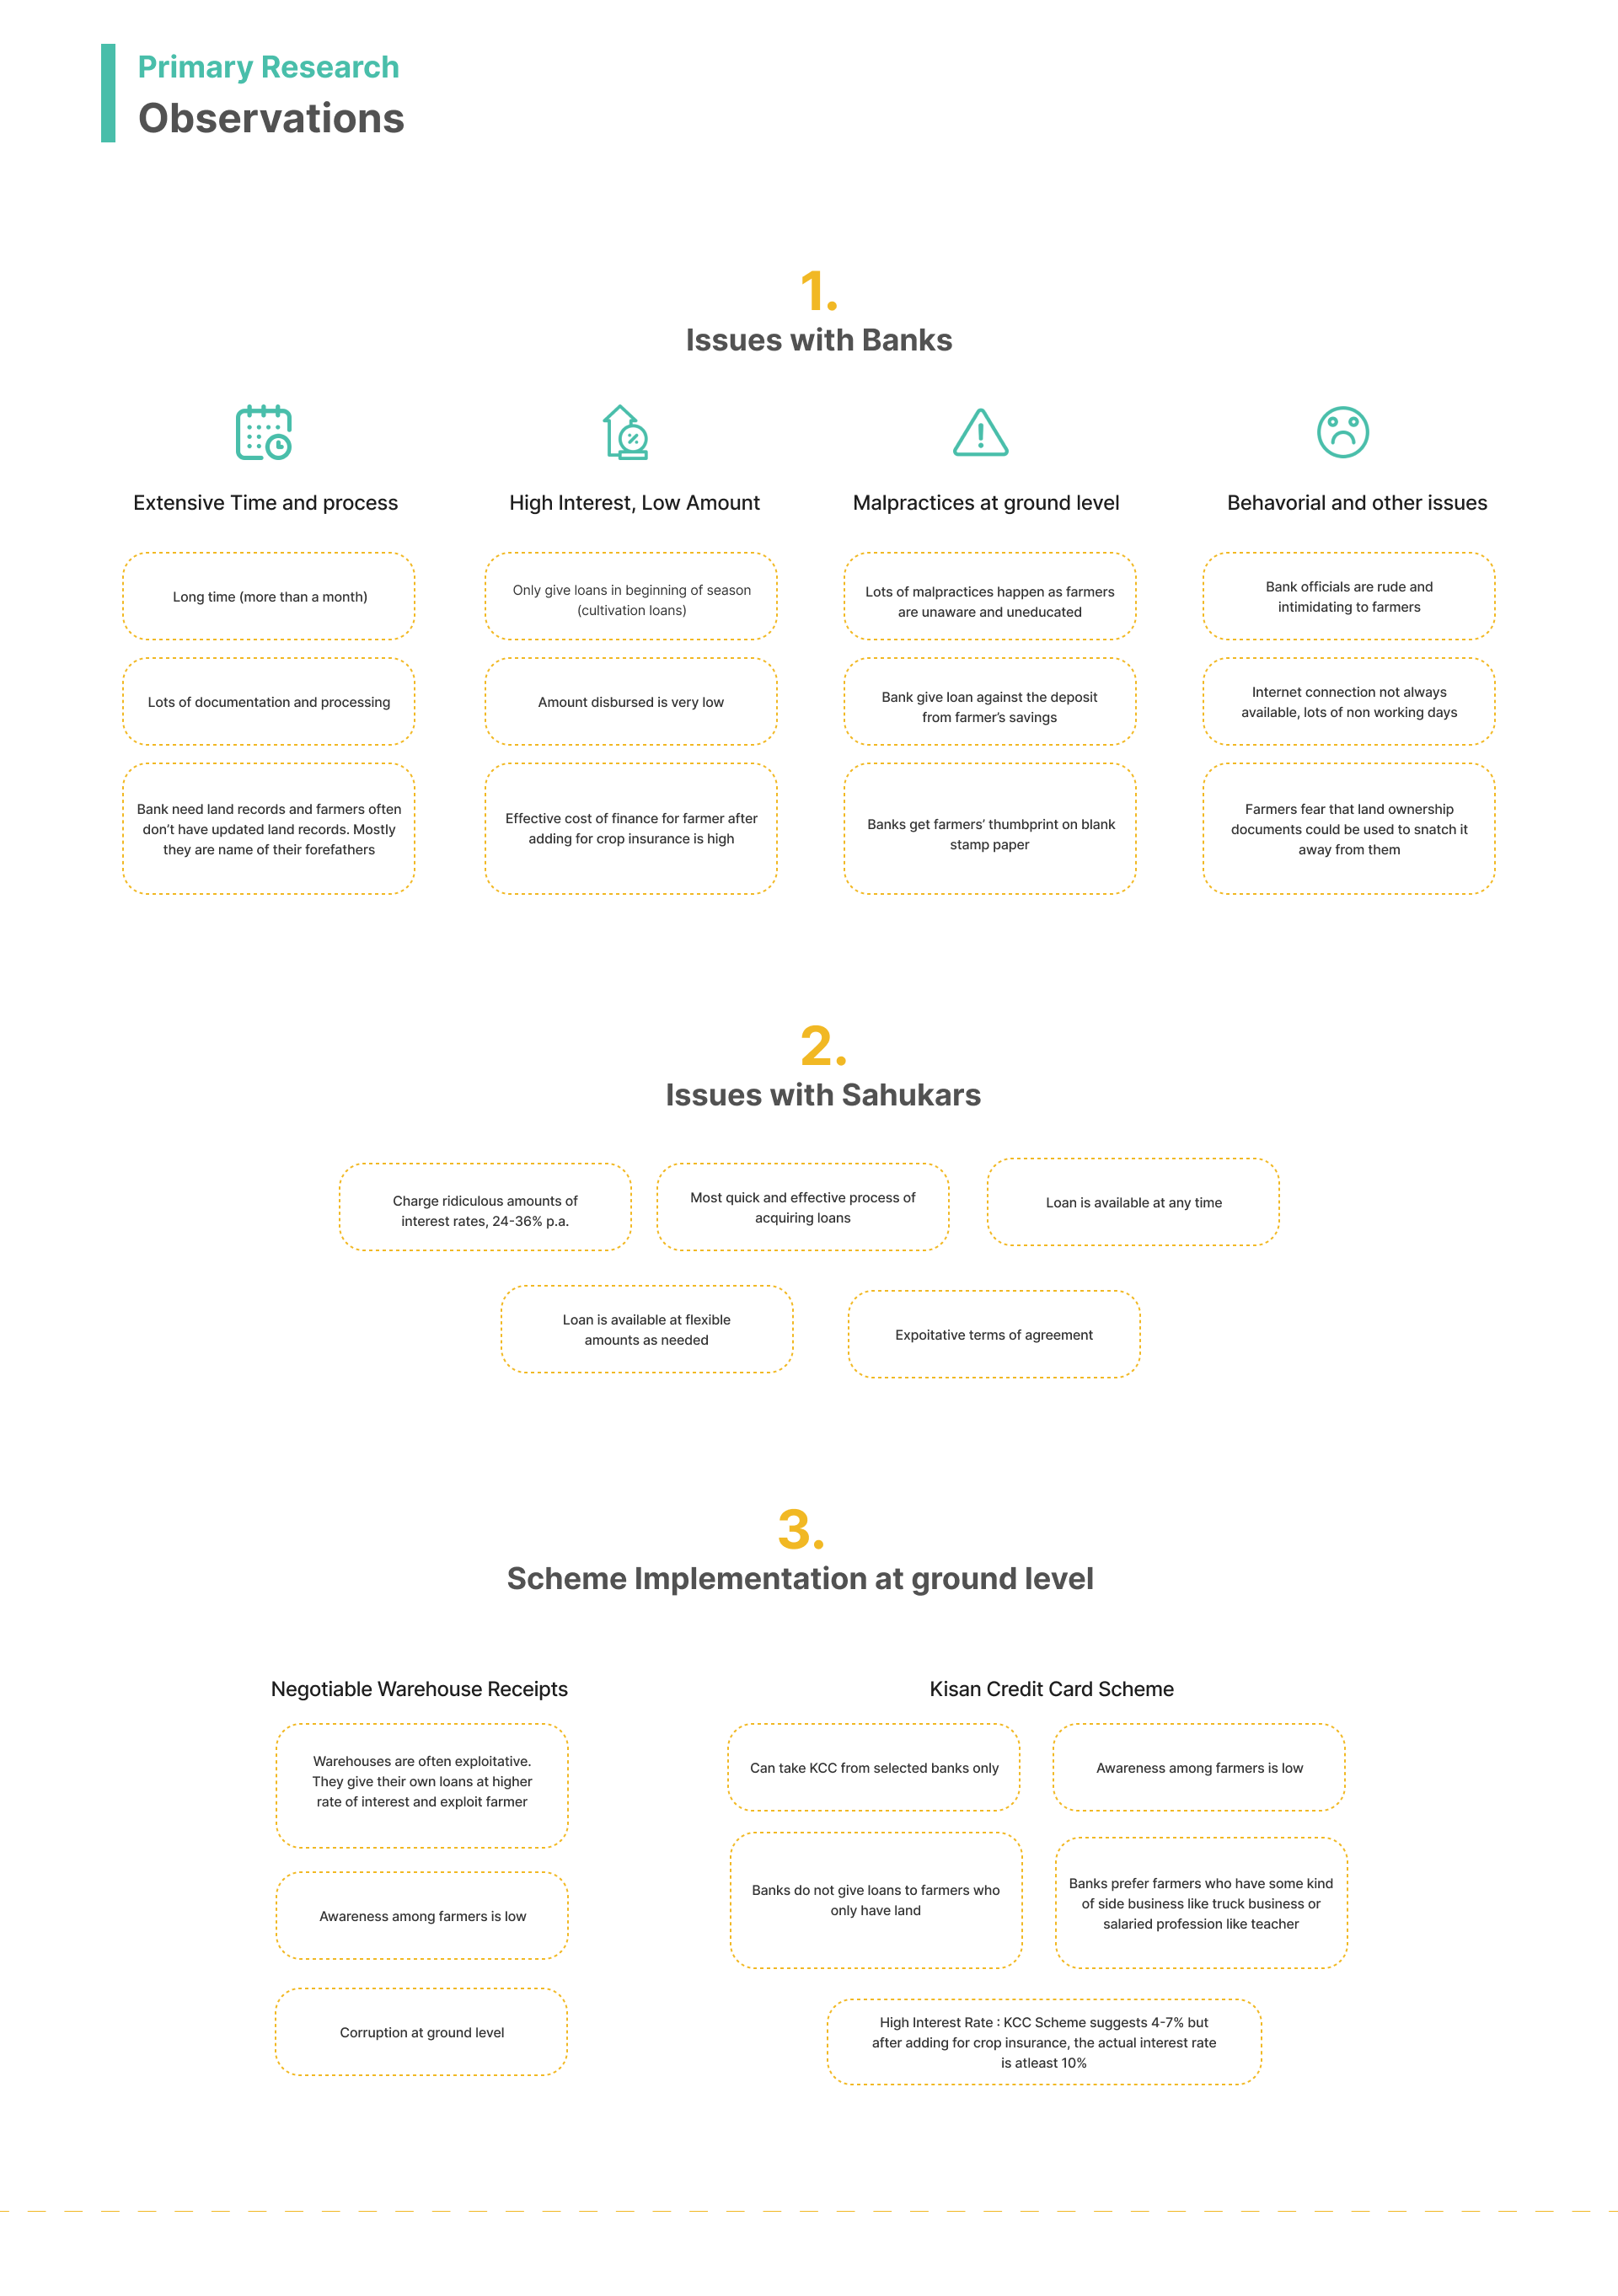 Primary Research
Observations
1.
Issues with Banks
Extensive Time and process
Long time (more than a month)
Lots of documentation and processing
Bank need land records and farmers often
don’t have updated land records. Mostly
they are name of their forefathers
High Interest, Low Amount
Only give loans in beginning of season
(cultivation loans)
Amount disbursed is very low
Effective cost of finance for farmer after
adding for crop insurance is high
Malpractices at ground level
Lots of malpractices happen as farmers
are unaware and uneducated
Bank give loan against the deposit
from farmer’s savings
Banks get farmers’ thumbprint on blank
stamp paper
Behavorial and other issues
Bank officials are rude and
intimidating to farmers
Internet connection not always
available, lots of non working days
Farmers fear that land ownership
documents could be used to snatch it
away from them
2.
Issues with Sahukars
Charge ridiculous amounts of
interest rates, 24-36% p.a.
Most quick and effective process of
acquiring loans
Loan is available at any time
Loan is available at flexible
amounts as needed
Expoitative terms of agreement
3.
Scheme Implementation at ground level
Negotiable Warehouse Receipts
Warehouses are often exploitative.
They give their own loans at higher
rate of interest and exploit farmer
Awareness among farmers is low
Corruption at ground level
Kisan Credit Card Scheme
Can take KCC from selected banks only
Awareness among farmers is low
Banks do not give loans to farmers who
only have land
Banks prefer farmers who have some kind
of side business like truck business or
salaried profession like teacher
High Interest Rate : KCC Scheme suggests 4-7% but
after adding for crop insurance, the actual interest rate
is atleast 10%